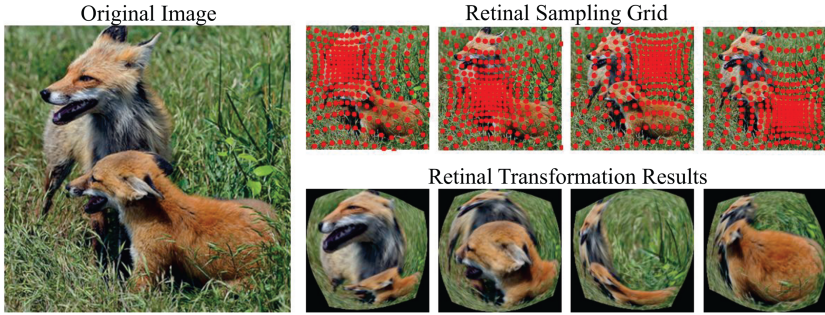 Original Image
Retinal Sampling Grid
Retinal Transformation Results